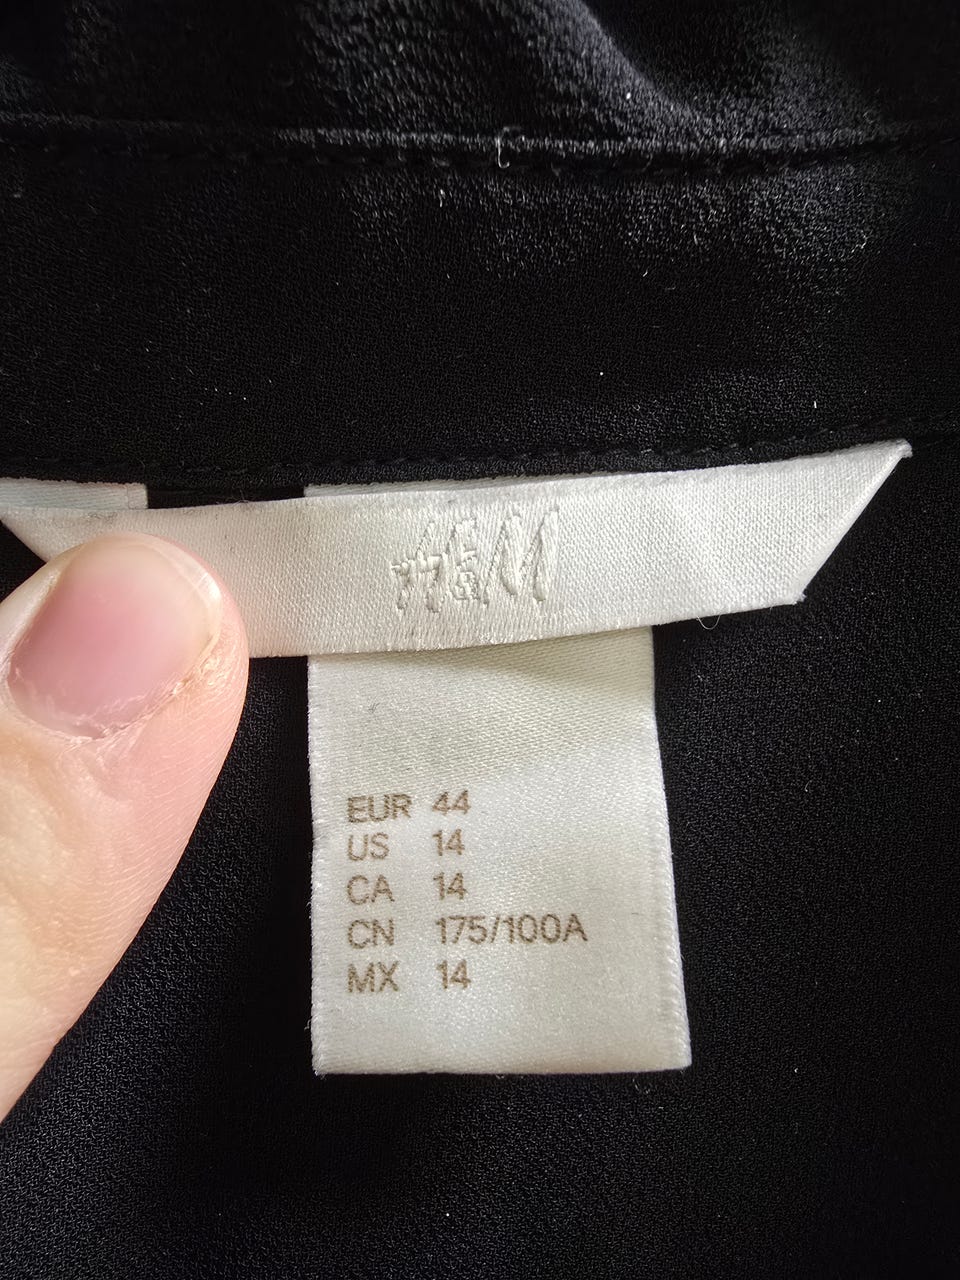 H&M
EUR 44
US 14
CA 14
CN 175/100A
MX 14